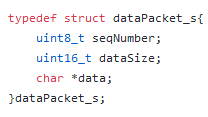 typedef struct dataPacket_s{
    uint8_t seqNumber;
    uint16_t dataSize;
    char *data;
}dataPacket_s;